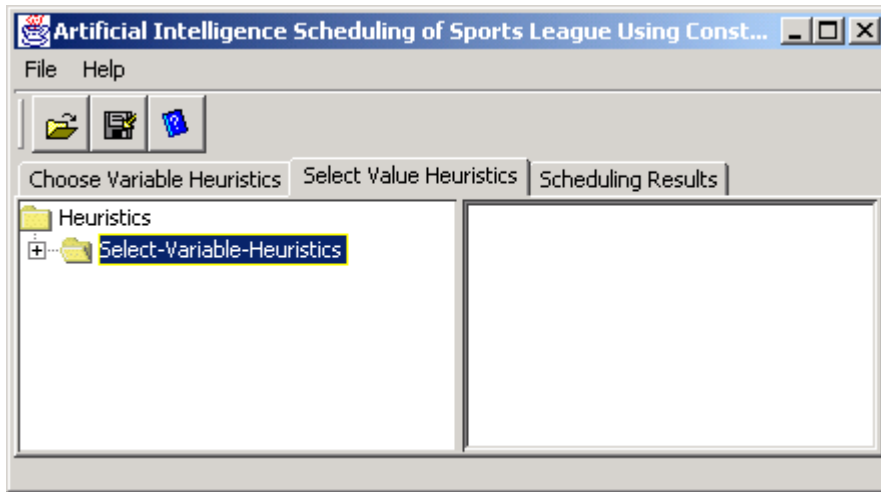 Artificial Intelligence Scheduling of Sports League Using Const...
File Help
Choose Variable Heuristics Select Value Heuristics Scheduling Results
Heuristics
Select-Variable-Heuristics